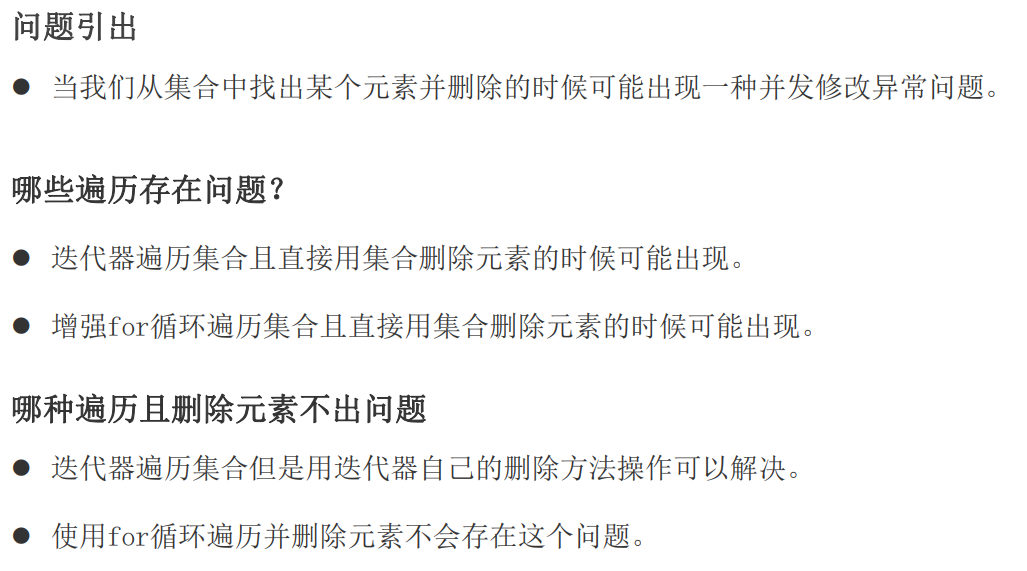 问题引出
● 当我们从集合中找出某个元素并删除的时候可能出现一种并发修改异常问题。
哪些遍历存在问题？
● 迭代器遍历集合且直接用集合删除元素的时候可能出现。
● 增强for循环遍历集合且直接用集合删除元素的时候可能出现。
哪种遍历且删除元素不出问题
● 迭代器遍历集合但是用迭代器自己的删除方法操作可以解决。
● 使用for循环遍历并删除元素不会存在这个问题。